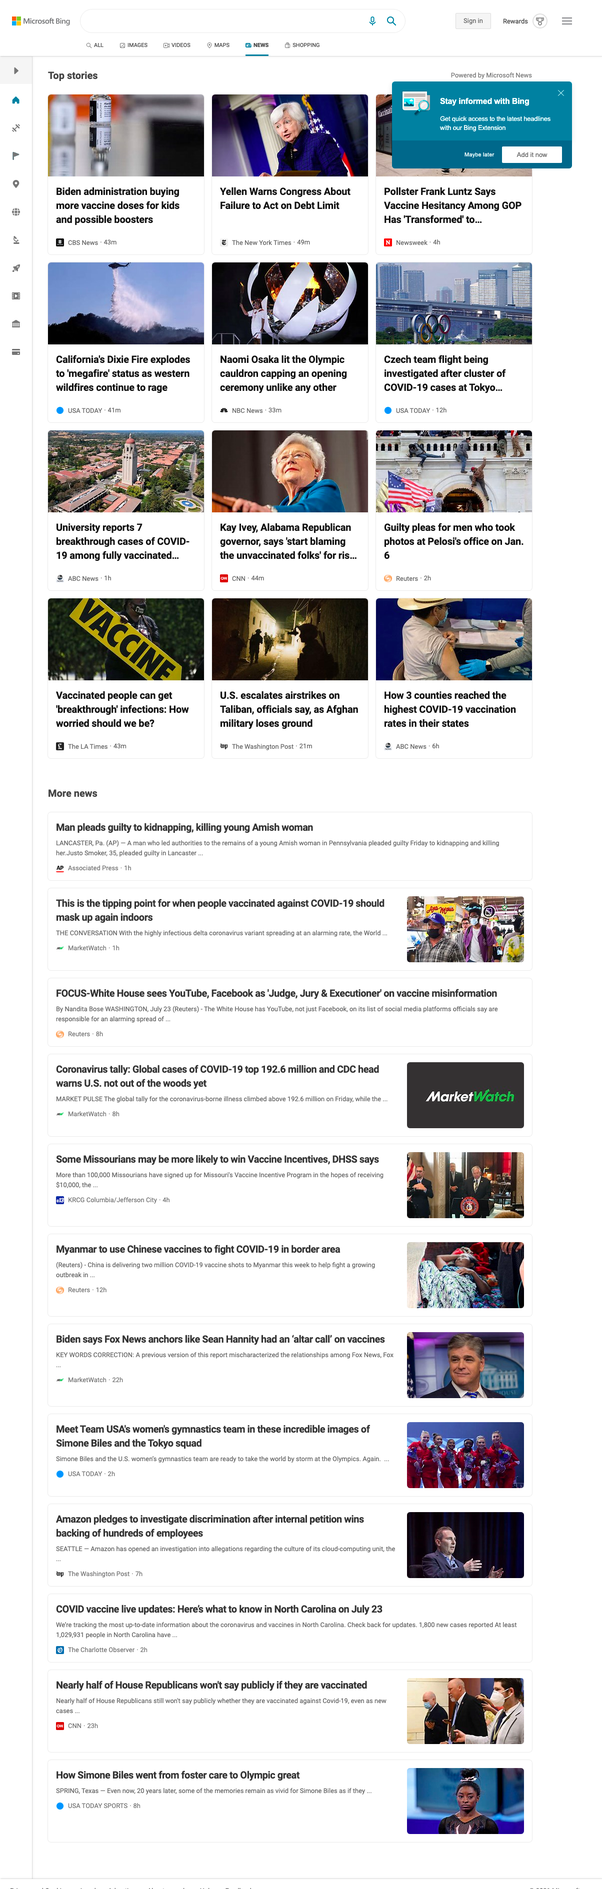 Microsoft Bing
Sign in
Rewards
ALL
IMAGES
VIDEOS
MAPS
NEWS
SHOPPING
Top stories
Powered by Microsoft News
Stay informed with Bing
Get quick access to the latest headlines
with our Bing Extension
Maybe later
Add it now
Biden administration buying
more vaccine doses for kids
and possible boosters
CBS News · 43m
Yellen Warns Congress About
Failure to Act on Debt Limit
The New York Times · 49m
Pollster Frank Luntz Says
Vaccine Hesitancy Among GOP
Has 'Transformed' to...
Newsweek · 4h
California's Dixie Fire explodes
to 'megafire' status as western
wildfires continue to rage
USA TODAY · 41m
Naomi Osaka lit the Olympic
cauldron capping an opening
ceremony unlike any other
NBC News · 33m
Czech team flight being
investigated after cluster of
COVID-19 cases at Tokyo...
USA TODAY · 12h
University reports 7
breakthrough cases of COVID-
19 among fully vaccinated...
ABC News · 1h
Kay Ivey, Alabama Republican
governor, says 'start blaming
the unvaccinated folks' for ris...
CNN · 44m
Guilty pleas for men who took
photos at Pelosi's office on Jan.
6
Reuters · 2h
VACCINE
Vaccinated people can get
'breakthrough' infections: How
worried should we be?
The LA Times · 43m
U.S. escalates airstrikes on
Taliban, officials say, as Afghan
military loses ground
The Washington Post · 21m
How 3 counties reached the
highest COVID-19 vaccination
rates in their states
ABC News · 6h
More news
Man pleads guilty to kidnapping, killing young Amish woman
LANCASTER, Pa. (AP) — A man who led authorities to the remains of a young Amish woman in Pennsylvania pleaded guilty Friday to kidnapping and killing
her.Justo Smoker, 35, pleaded guilty in Lancaster ...
AP Associated Press · 1h
This is the tipping point for when people vaccinated against COVID-19 should
mask up again indoors
THE CONVERSATION With the highly infectious delta coronavirus variant spreading at an alarming rate, the World ...
MarketWatch · 1h
FOCUS-White House sees YouTube, Facebook as 'Judge, Jury & Executioner' on vaccine misinformation
By Nandita Bose WASHINGTON, July 23 (Reuters) - The White House has YouTube, not just Facebook, on its list of social media platforms officials say are
responsible for an alarming spread of ...
Reuters · 8h
Coronavirus tally: Global cases of COVID-19 top 192.6 million and CDC head
warns U.S. not out of the woods yet
MARKET PULSE The global tally for the coronavirus-borne illness climbed above 192.6 million on Friday, while the ...
MarketWatch · 8h
MarketWatch
Some Missourians may be more likely to win Vaccine Incentives, DHSS says
More than 100,000 Missourians have signed up for Missouri's Vaccine Incentive Program in the hopes of receiving
$10,000, the ...
KRCG Columbia/Jefferson City · 4h
Myanmar to use Chinese vaccines to fight COVID-19 in border area
(Reuters) - China is delivering two million COVID-19 vaccine shots to Myanmar this week to help fight a growing
outbreak in ...
Reuters · 12h
Biden says Fox News anchors like Sean Hannity had an ‘altar call’ on vaccines
KEY WORDS CORRECTION: A previous version of this report mischaracterized the relationships among Fox News, Fox
...
MarketWatch · 22h
Meet Team USA's women's gymnastics team in these incredible images of
Simone Biles and the Tokyo squad
Simone Biles and the U.S. women's gymnastics team are ready to take the world by storm at the Olympics. Again. ...
USA TODAY · 2h
Amazon pledges to investigate discrimination after internal petition wins
backing of hundreds of employees
SEATTLE — Amazon has opened an investigation into allegations regarding the culture of its cloud-computing unit, the
...
The Washington Post · 7h
COVID vaccine live updates: Here's what to know in North Carolina on July 23
We're tracking the most up-to-date information about the coronavirus and vaccines in North Carolina. Check back for updates. 1,800 new cases reported At least
1,029,931 people in North Carolina have ...
The Charlotte Observer · 2h
Nearly half of House Republicans won't say publicly if they are vaccinated
Nearly half of House Republicans still won't say publicly whether they are vaccinated against Covid-19, even as new
cases ...
CNN · 23h
How Simone Biles went from foster care to Olympic great
SPRING, Texas — Even now, 20 years later, some of the memories remain as vivid for Simone Biles as if they ...
USA TODAY SPORTS · 8h